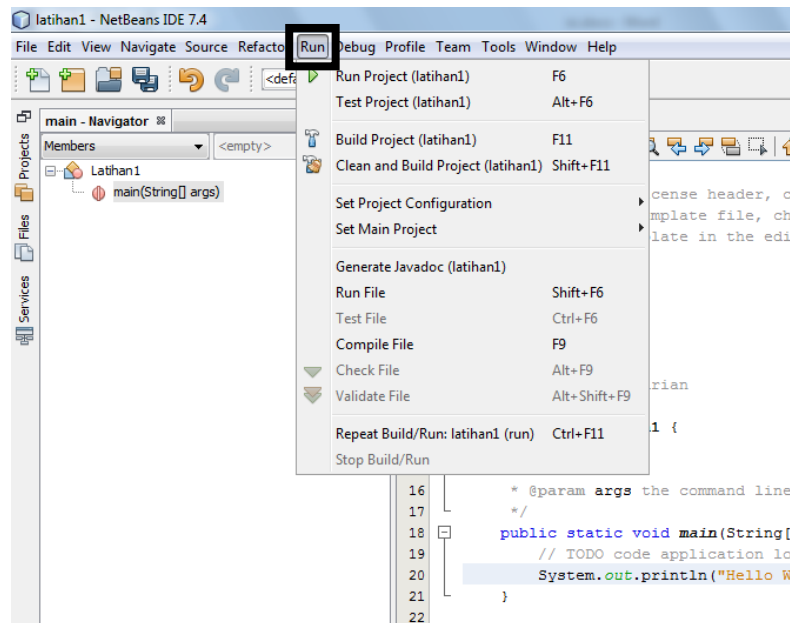 latihan1 - NetBeans IDE 7.4
File Edit View Navigate Source Refacto Run Debug Profile Team Tools Window Help
<defa
Run Project (latihan1) F6
Test Project (latihan1) Alt+F6
Build Project (latihan1) F11
Clean and Build Project (latihan1) Shift+F11
Set Project Configuration
Set Main Project
Generate Javadoc (latihan1)
Run File Shift+F6
Test File Ctrl+F6
Compile File F9
Check File Alt+F9
Validate File Alt+Shift+F9
Repeat Build/Run: latihan1 (run) Ctrl+F11
Stop Build/Run
main - Navigator
Members <empty>
Latihan1
main(String[] args)
Projects
Files
Services
cense header, c
mplate file, ch
late in the edi
rian
1 {
16 * @param args the command line
17 */
18 public static void main(String[
19 // TODO code application lo
20 System.out.println("Hello W
21 }
22